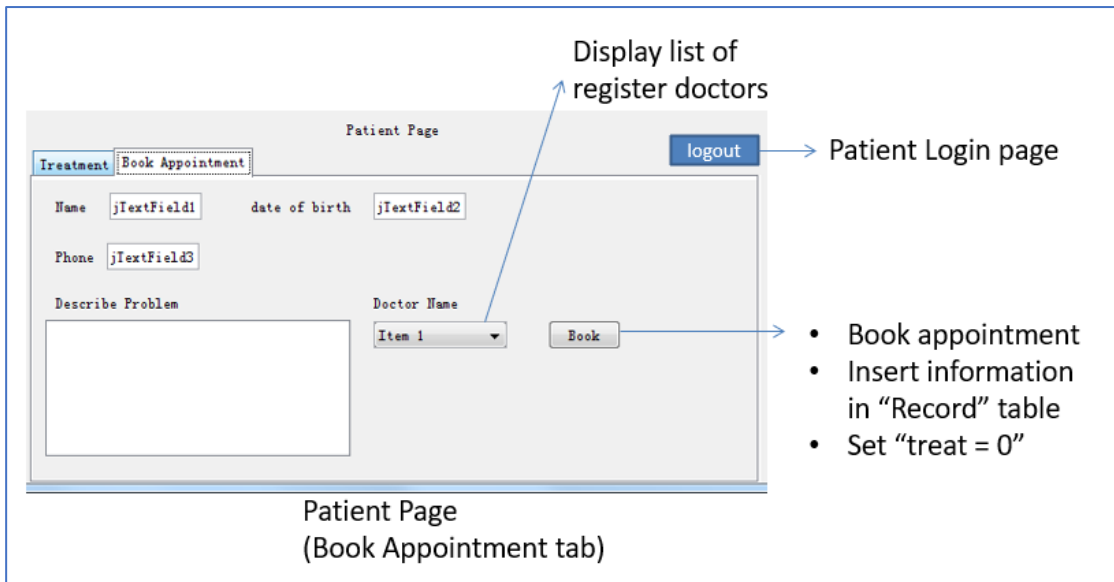 Display list of
register doctors
Patient Page
logout
Patient Login page
Treatment
Book Appointment
Name
jTextField1
date of birth
jTextField2
Phone
jTextField3
Describe Problem
Doctor Name
Item 1
Book
• Book appointment
• Insert information
in “Record” table
• Set “treat = 0”
Patient Page
(Book Appointment tab)